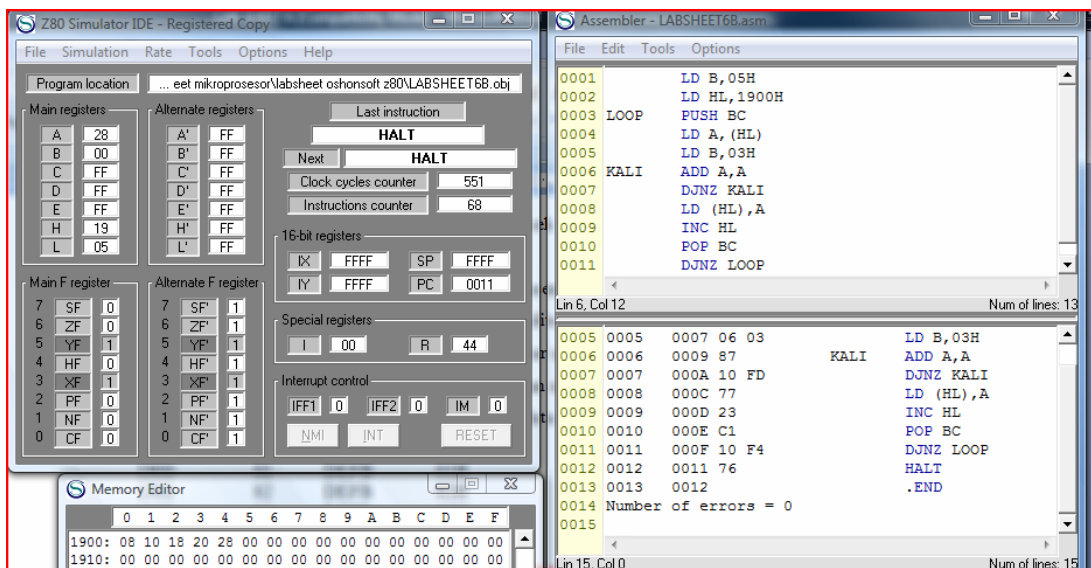 Z80 Simulator IDE - Registered Copy
File Simulation Rate Tools Options Help
Program location ... eet mikroprosesor\labsheet oshonsoft z80\LABSHEET6B.obj
Main registers
A 28
B 00
C FF
D FF
E FF
H 19
L 05
Alternate registers
A' FF
B' FF
C' FF
D' FF
E' FF
H' FF
L' FF
Last instruction
HALT
Next HALT
Clock cycles counter 551
Instructions counter 68
16-bit registers
IX FFFF SP FFFF
IY FFFF PC 0011
Main F register
7 SF 0
6 ZF 0
5 YF 1
4 HF 0
3 XF 1
2 PF 0
1 NF 0
0 CF 0
Alternate F register
7 SF' 1
6 ZF' 1
5 YF' 1
4 HF' 1
3 XF' 1
2 PF' 1
1 NF' 1
0 CF' 1
Special registers
I 00 R 44
Interrupt control
IFF1 0 IFF2 0 IM 0
NMI INT RESET
Memory Editor
0 1 2 3 4 5 6 7 8 9 A B C D E F
1900: 08 10 18 20 28 00 00 00 00 00 00 00 00 00 00 00
1910: 00 00 00 00 00 00 00 00 00 00 00 00 00 00 00 00
Assembler - LABSHEET6B.asm
File Edit Tools Options
0001 LD B,05H
0002 LD HL,1900H
0003 LOOP PUSH BC
0004 LD A,(HL)
0005 LD B,03H
0006 KALI ADD A,A
0007 DJNZ KALI
0008 LD (HL),A
0009 INC HL
0010 POP BC
0011 DJNZ LOOP
Lin 6, Col 12 Num of lines: 13
0005 0005 0007 06 03 LD B,03H
0006 0006 0009 87 KALI ADD A,A
0007 0007 000A 10 FD DJNZ KALI
0008 0008 000C 77 LD (HL),A
0009 0009 000D 23 INC HL
0010 0010 000E C1 POP BC
0011 0011 000F 10 F4 DJNZ LOOP
0012 0012 0011 76 HALT
0013 0013 0012 .END
0014 Number of errors = 0
0015
Lin 15, Col 0 Num of lines: 15